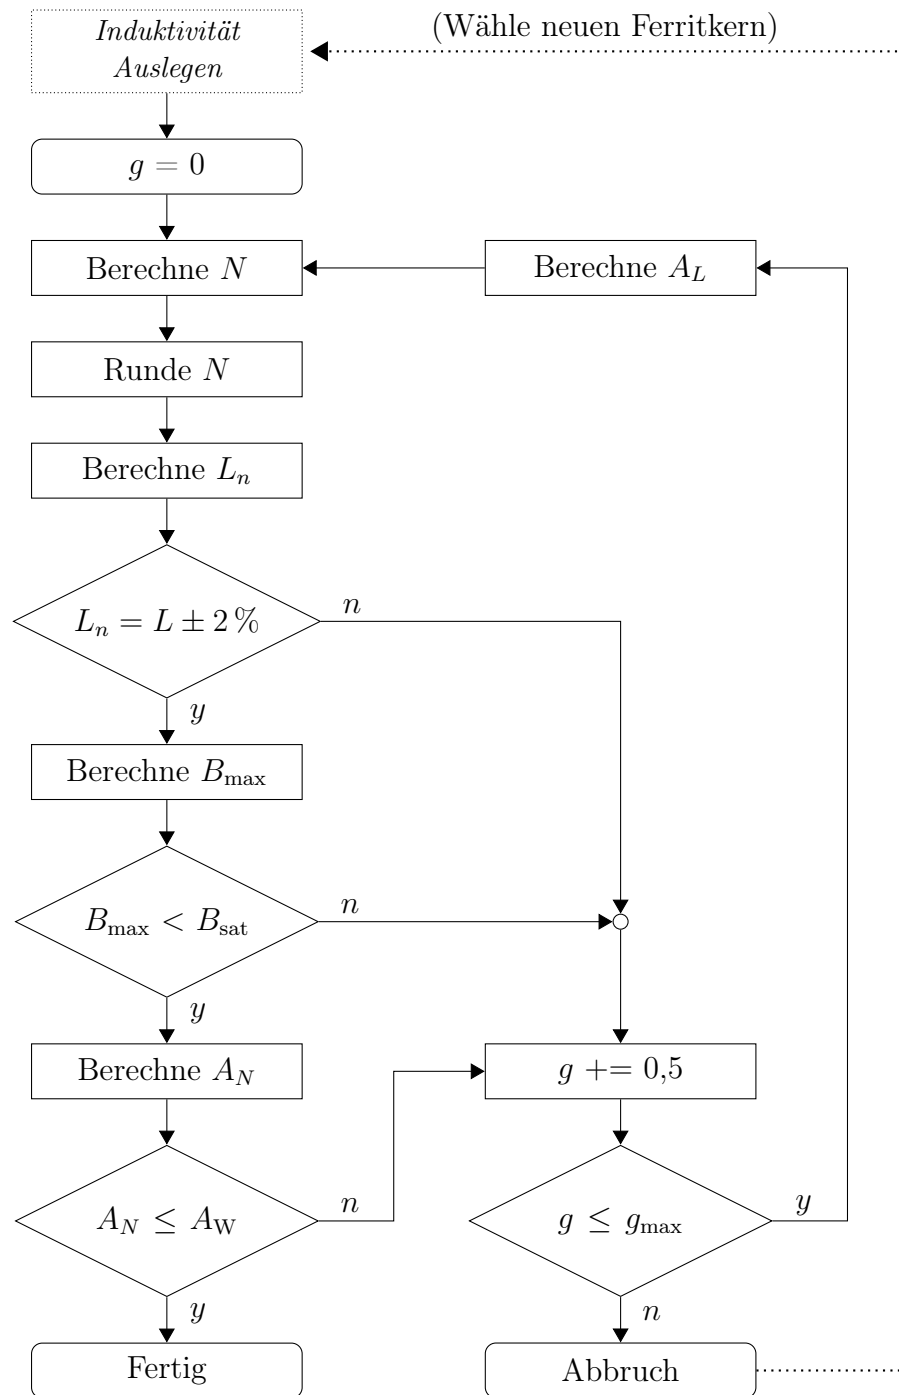 Induktivität
Auslegen
(Wähle neuen Ferritkern)
g = 0
Berechne N
Berechne A_L
Runde N
Berechne L_n
L_n = L ± 2 %
n
y
Berechne B_max
B_max < B_sat
n
y
Berechne A_N
g += 0,5
A_N ≤ A_W
n
g ≤ g_max
y
y
n
Fertig
Abbruch